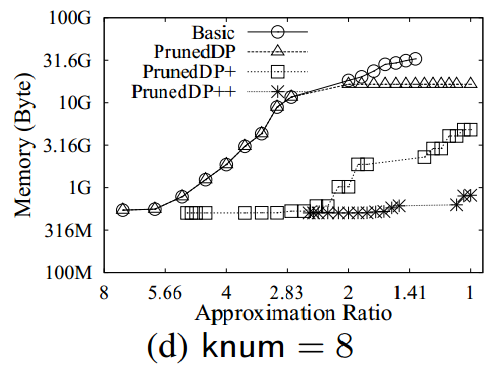 Basic
PrunedDP
PrunedDP+
PrunedDP++
100G
31.6G
10G
3.16G
1G
316M
100M
Memory (Byte)
8 5.66 4 2.83 2 1.41 1
Approximation Ratio
(d) knum = 8